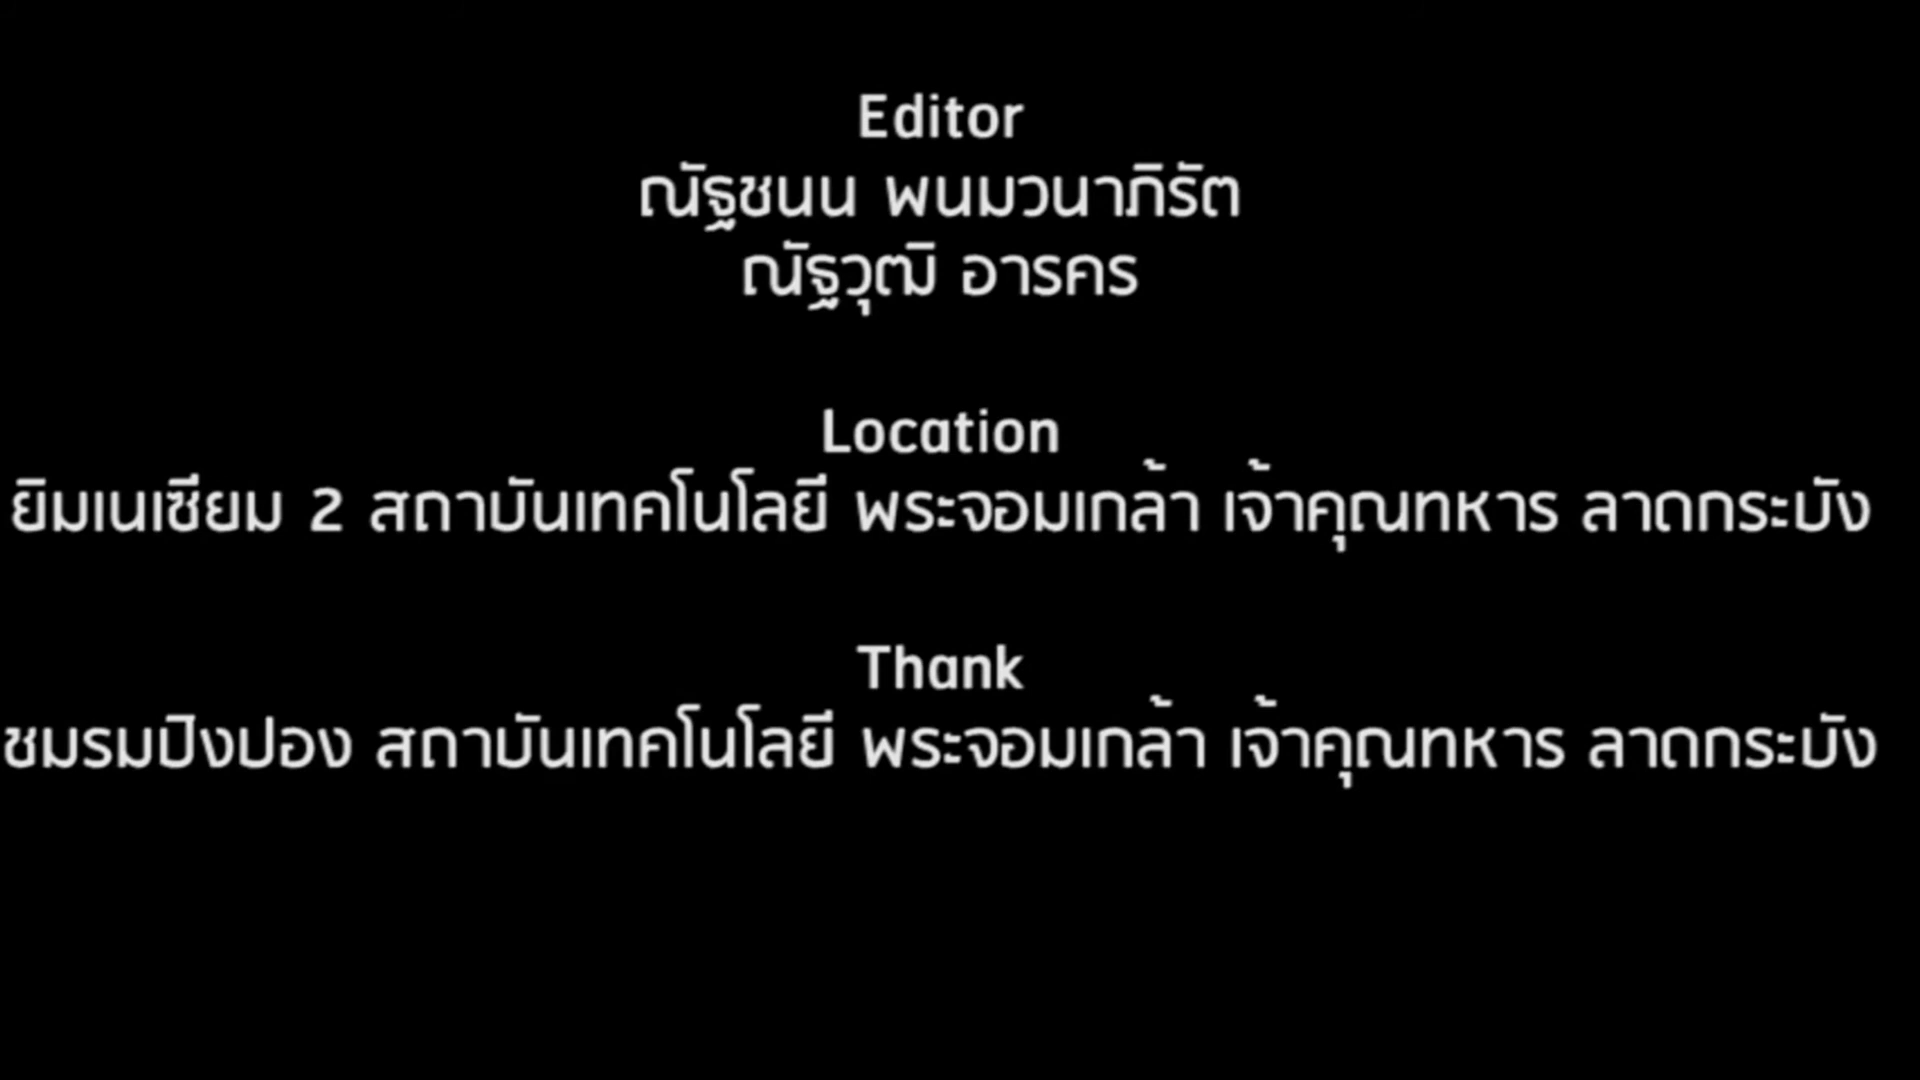 Editor
ณัฐชนน พนมวนาภิรัต
ณัฐวุฒิ อารคร
Location
ยิมเนเซียม 2 สถาบันเทคโนโลยี พระจอมเกล้า เจ้าคุณทหาร ลาดกระบัง
Thank
ชมรมปิงปอง สถาบันเทคโนโลยี พระจอมเกล้า เจ้าคุณทหาร ลาดกระบัง